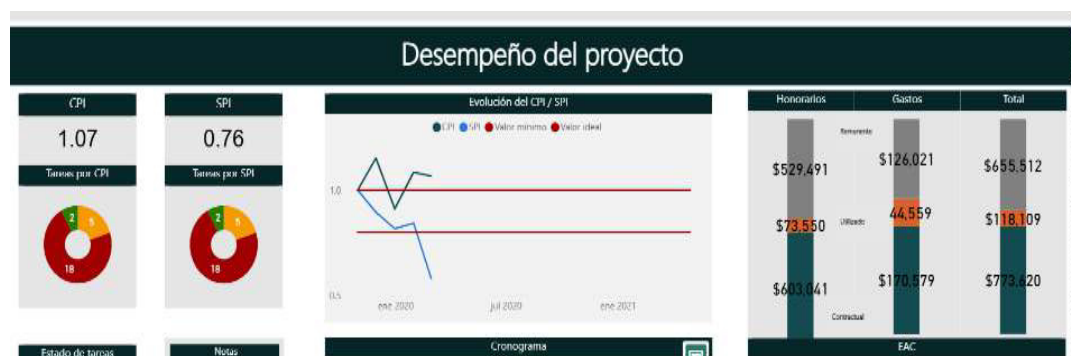 Desempeño del proyecto
CPI
1.07
Tareas por CPI
2
5
18
SPI
0.76
Tareas por SPI
2
5
18
Evolución del CPI / SPI
CPI SPI Valor mínimo Valor ideal
1.0
0.5
ene 2020 jul 2020 ene 2021
Honorarios Gastos Total
Remanente
$529,491 $126,021 $655,512
Utilizado
$73,550 44,559 $118,109
$603,041 $170,579 $773,620
Contractual
Estado de tareas
Notas
Cronograma
EAC